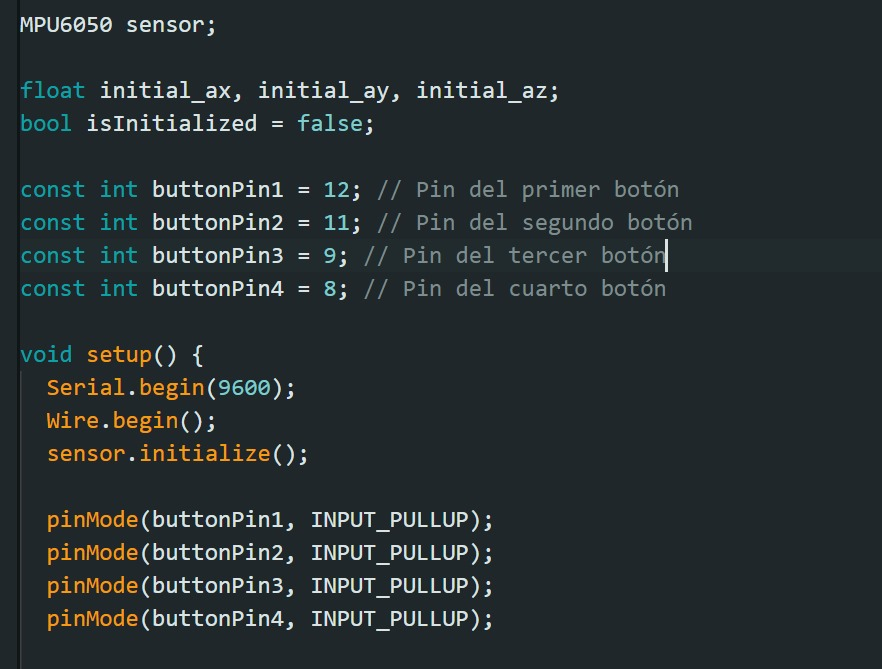 MPU6050 sensor;
float initial_ax, initial_ay, initial_az;
bool isInitialized = false;
const int buttonPin1 = 12; // Pin del primer botón
const int buttonPin2 = 11; // Pin del segundo botón
const int buttonPin3 = 9; // Pin del tercer botón
const int buttonPin4 = 8; // Pin del cuarto botón
void setup() {
  Serial.begin(9600);
  Wire.begin();
  sensor.initialize();
  pinMode(buttonPin1, INPUT_PULLUP);
  pinMode(buttonPin2, INPUT_PULLUP);
  pinMode(buttonPin3, INPUT_PULLUP);
  pinMode(buttonPin4, INPUT_PULLUP);